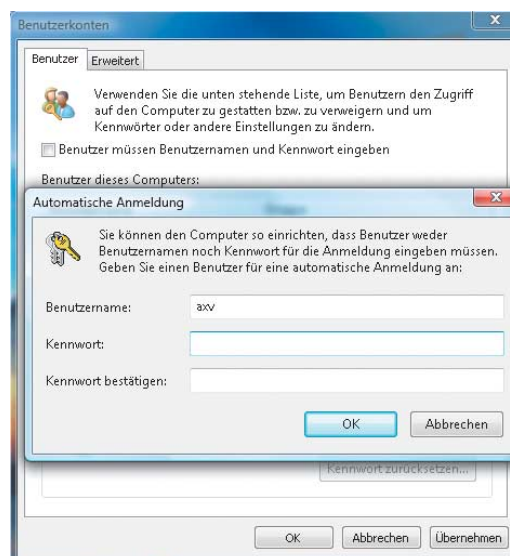 Benutzerkonten
Benutzer
Erweitert
Verwenden Sie die unten stehende Liste, um Benutzern den Zugriff
auf den Computer zu gestatten bzw. zu verweigern und um
Kennwörter oder andere Einstellungen zu ändern.
Benutzer müssen Benutzernamen und Kennwort eingeben
Benutzer dieses Computers:
Automatische Anmeldung
Sie können den Computer so einrichten, dass Benutzer weder
Benutzernamen noch Kennwort für die Anmeldung eingeben müssen.
Geben Sie einen Benutzer für eine automatische Anmeldung an:
Benutzername:
axv
Kennwort:
Kennwort bestätigen:
OK
Abbrechen
Kennwort zurücksetzen...
OK
Abbrechen
Übernehmen